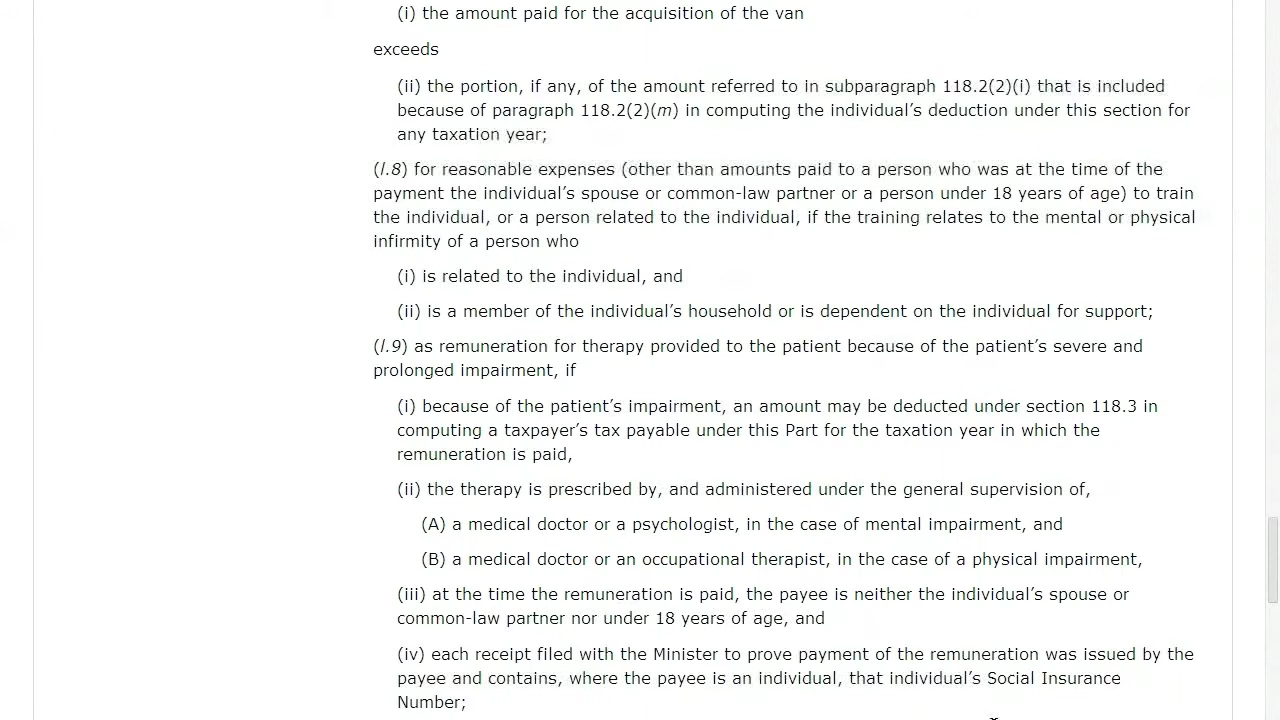 (i) the amount paid for the acquisition of the van
exceeds
(ii) the portion, if any, of the amount referred to in subparagraph 118.2(2)(i) that is included
because of paragraph 118.2(2)(m) in computing the individual’s deduction under this section for
any taxation year;
(l.8) for reasonable expenses (other than amounts paid to a person who was at the time of the
payment the individual’s spouse or common-law partner or a person under 18 years of age) to train
the individual, or a person related to the individual, if the training relates to the mental or physical
infirmity of a person who
(i) is related to the individual, and
(ii) is a member of the individual’s household or is dependent on the individual for support;
(l.9) as remuneration for therapy provided to the patient because of the patient’s severe and
prolonged impairment, if
(i) because of the patient’s impairment, an amount may be deducted under section 118.3 in
computing a taxpayer’s tax payable under this Part for the taxation year in which the
remuneration is paid,
(ii) the therapy is prescribed by, and administered under the general supervision of,
(A) a medical doctor or a psychologist, in the case of mental impairment, and
(B) a medical doctor or an occupational therapist, in the case of a physical impairment,
(iii) at the time the remuneration is paid, the payee is neither the individual’s spouse or
common-law partner nor under 18 years of age, and
(iv) each receipt filed with the Minister to prove payment of the remuneration was issued by the
payee and contains, where the payee is an individual, that individual’s Social Insurance
Number;